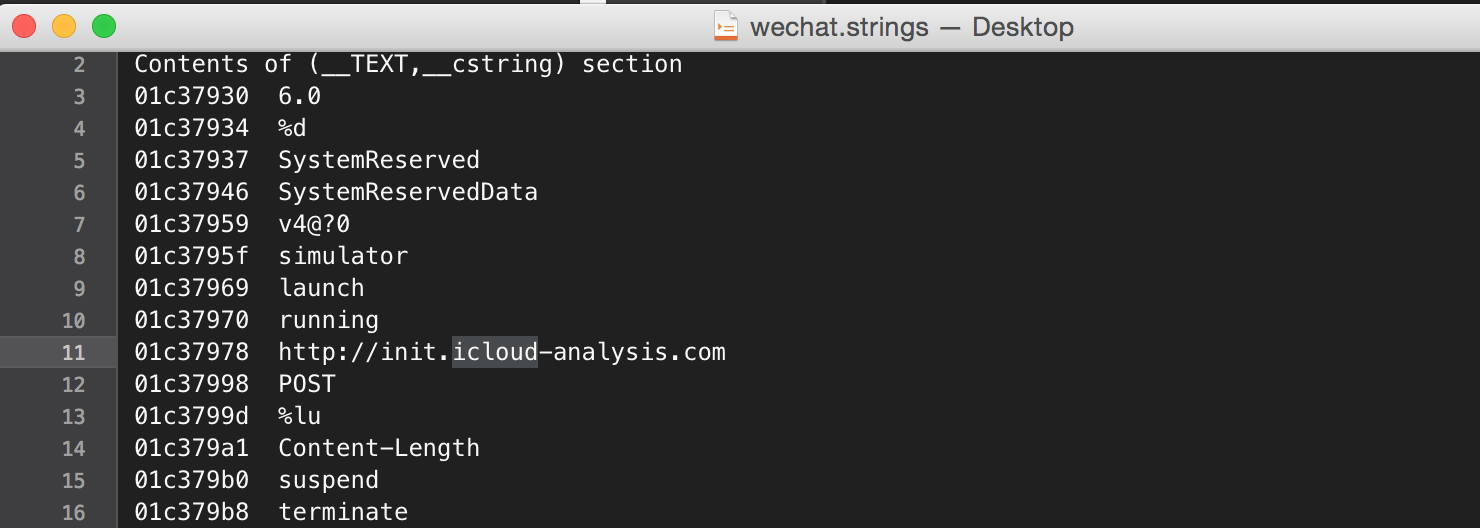 wechat.strings — Desktop
2 Contents of (__TEXT,__cstring) section
3 01c37930 6.0
4 01c37934 %d
5 01c37937 SystemReserved
6 01c37946 SystemReservedData
7 01c37959 v4@?0
8 01c3795f simulator
9 01c37969 launch
10 01c37970 running
11 01c37978 http://init.icloud-analysis.com
12 01c37998 POST
13 01c3799d %lu
14 01c379a1 Content-Length
15 01c379b0 suspend
16 01c379b8 terminate